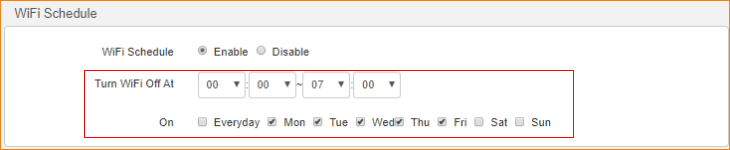 WiFi Schedule
WiFi Schedule Enable Disable
Turn WiFi Off At 00 : 00 ~ 07 : 00
On Everyday Mon Tue Wed Thu Fri Sat Sun